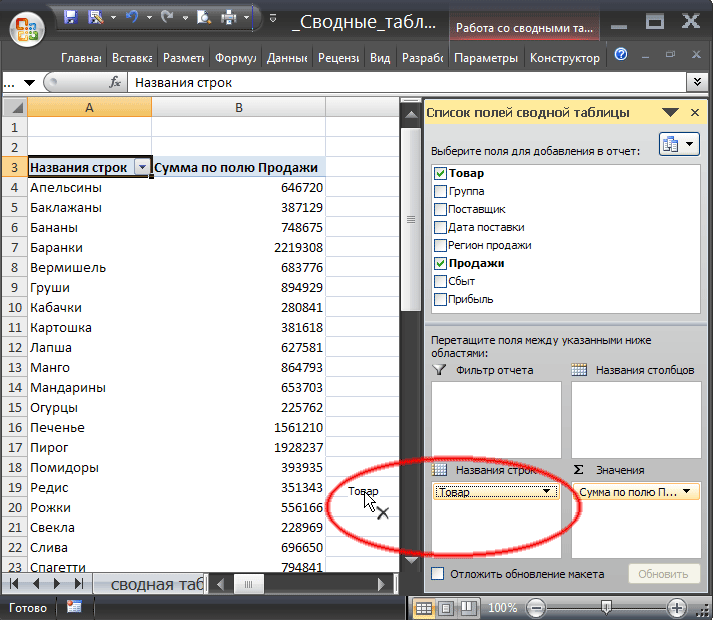 _Сводные_табл...
Работа со сводными та...
Главная Вставка Разметк Формул Данные Реценз Вид Разрабо Параметры Конструктор
... fx Названия строк
A B
1
2
3 Названия строк Сумма по полю Продажи
4 Апельсины 646720
5 Баклажаны 387129
6 Бананы 748675
7 Баранки 2219308
8 Вермишель 683776
9 Груши 894929
10 Кабачки 280841
11 Картошка 381618
12 Лапша 627581
13 Манго 864793
14 Мандарины 653703
15 Огурцы 225762
16 Печенье 1561210
17 Пирог 1928237
18 Помидоры 393935
19 Редис 351343
20 Рожки 556166
21 Свекла 228969
22 Слива 696650
23 Спагетти 794841
Товар
сводная таб
Список полей сводной таблицы
Выберите поля для добавления в отчет:
Товар
Группа
Поставщик
Дата поставки
Регион продажи
Продажи
Сбыт
Прибыль
Перетащите поля между указанными ниже
областями:
Фильтр отчета Названия столбцов
Названия строк Σ Значения
Товар Сумма по полю П...
Отложить обновление макета Обновить
Готово 100%